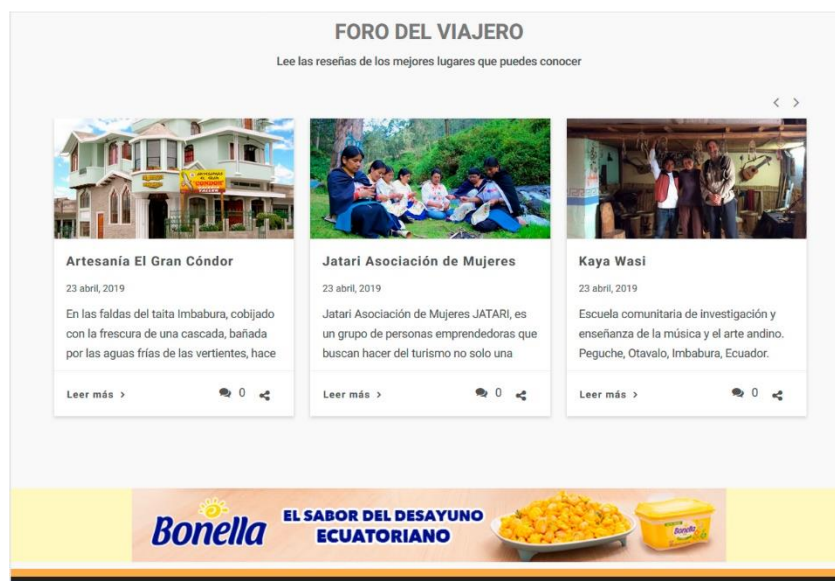 FORO DEL VIAJERO
Lee las reseñas de los mejores lugares que puedes conocer
Artesanía El Gran Cóndor
23 abril, 2019
En las faldas del taita Imbabura, cobijado
con la frescura de una cascada, bañada
por las aguas frías de las vertientes, hace
Leer más >
0
Jatari Asociación de Mujeres
23 abril, 2019
Jatari Asociación de Mujeres JATARI, es
un grupo de personas emprendedoras que
buscan hacer del turismo no solo una
Leer más >
0
Kaya Wasi
23 abril, 2019
Escuela comunitaria de investigación y
enseñanza de la música y el arte andino.
Peguche, Otavalo, Imbabura, Ecuador.
Leer más >
0
Bonella
EL SABOR DEL DESAYUNO
ECUATORIANO
Bonella